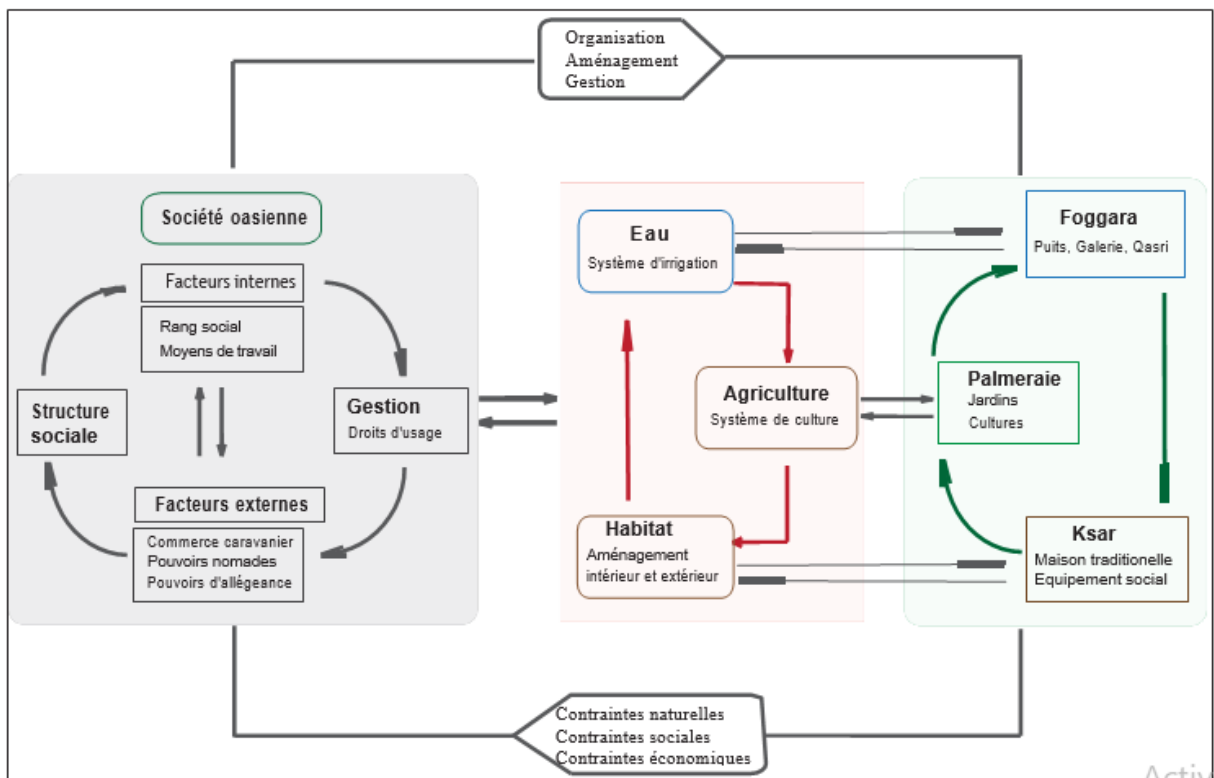 Organisation
Aménagement
Gestion
Société oasienne
Facteurs internes
Rang social
Moyens de travail
Structure
sociale
Gestion
Droits d'usage
Facteurs externes
Commerce caravanier
Pouvoirs nomades
Pouvoirs d'allégeance
Eau
Système d'irrigation
Agriculture
Système de culture
Habitat
Aménagement
intérieur et extérieur
Foggara
Puits, Galerie, Qasri
Palmeraie
Jardins
Cultures
Ksar
Maison traditionelle
Equipement social
Contraintes naturelles
Contraintes sociales
Contraintes économiques
Activ